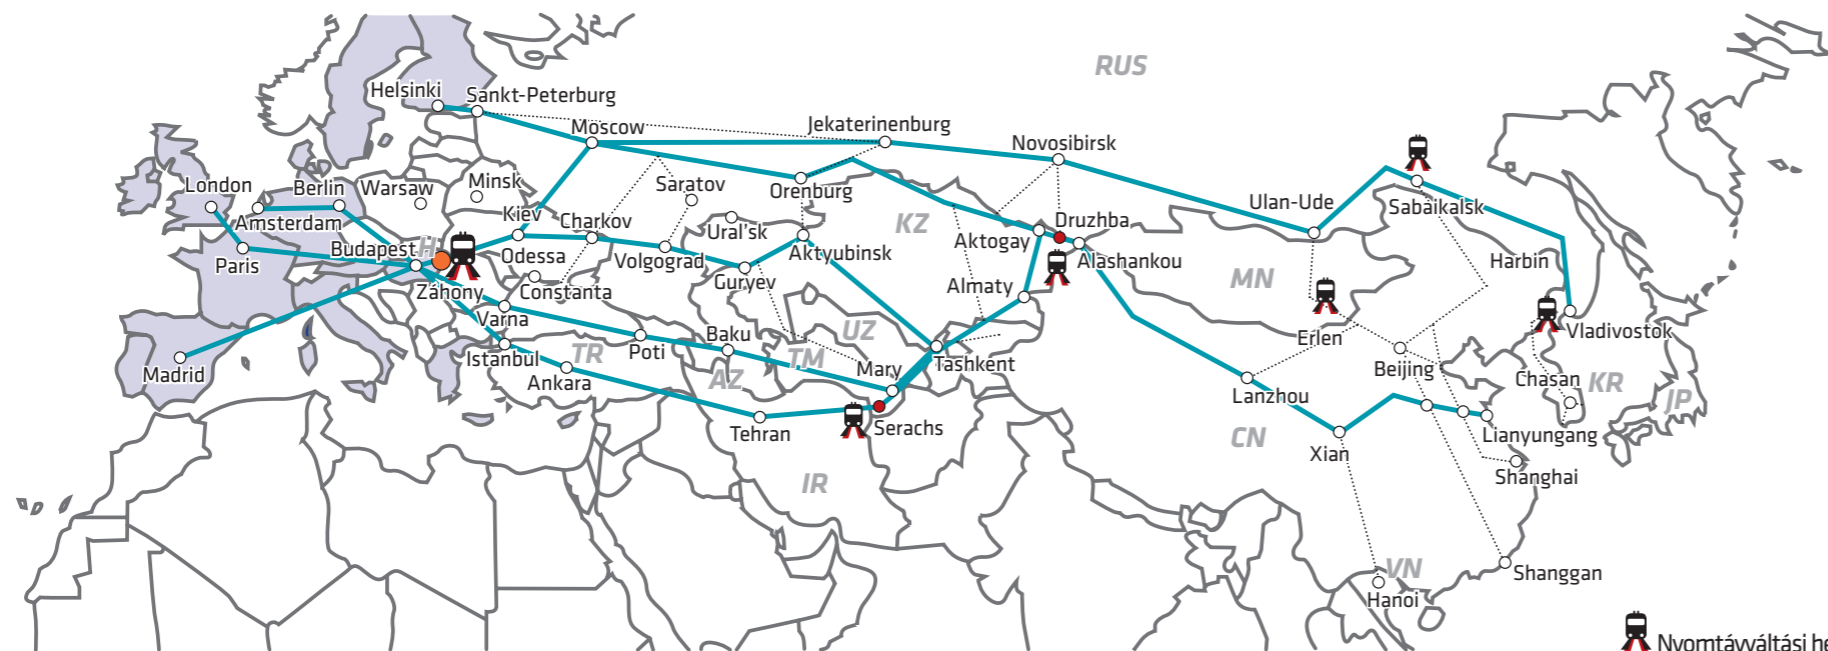 RUS
Helsinki
Sankt-Peterburg
Moscow
Jekaterinenburg
Novosibirsk
London
Berlin
Warsaw
Minsk
Saratov
Orenburg
Ulan-Ude
Sabaikalsk
Amsterdam
Kiev
Charkov
Ural'sk
KZ
Druzhba
Budapest
H
Paris
Odessa
Volgograd
Aktyubinsk
Aktogay
Alashankou
Harbin
Záhony
Constanta
Guryev
Almaty
MN
Varna
UZ
Erlen
Vladivostok
Istanbul
TR
Poti
Baku
TM
Mary
Tashkent
Beijing
Madrid
Ankara
AZ
Chasan
KR
JP
Lanzhou
Tehran
Serachs
CN
Xian
Lianyungang
IR
Shanghai
VN
Shanggan
Hanoi
Nyomtávváltási he